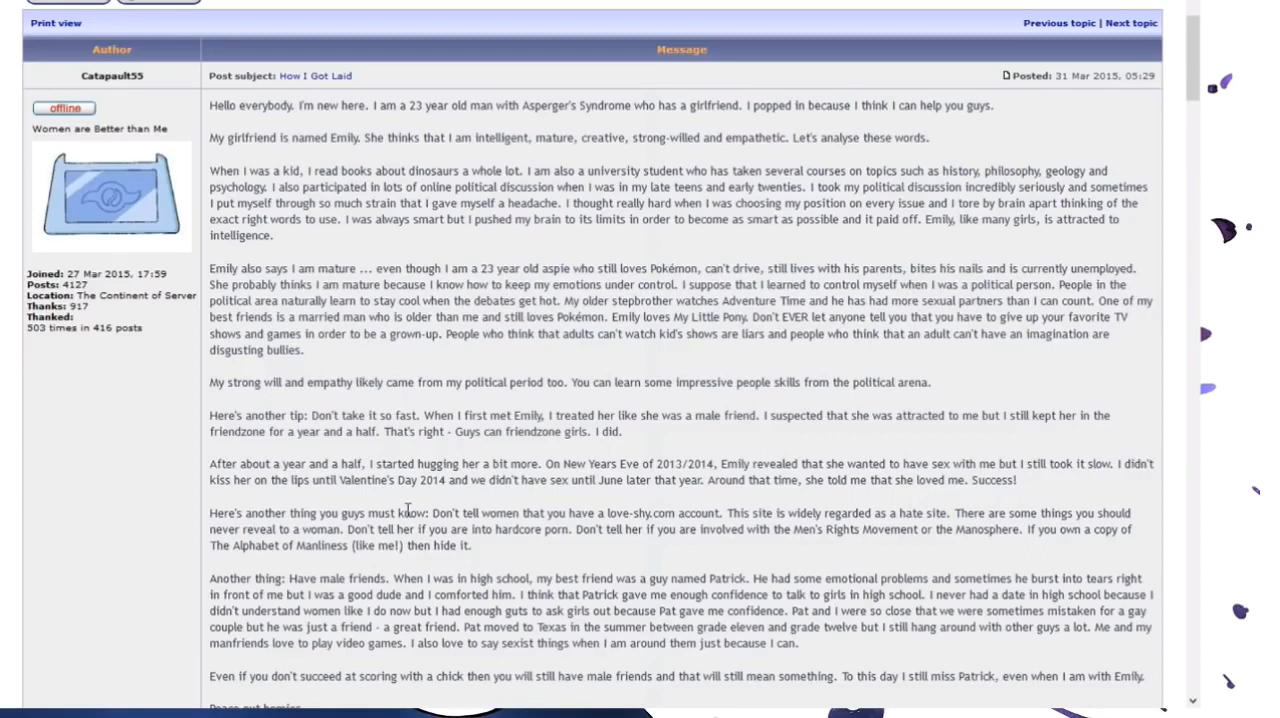 Print view
Previous topic | Next topic
Author
Message
Catapault55
Post subject: How I Got Laid
Posted: 31 Mar 2015, 05:29
offline
Women are Better than Me
Joined: 27 Mar 2015, 17:59
Posts: 4127
Location: The Continent of Server
Thanks: 917
Thanked:
503 times in 416 posts
Hello everybody. I'm new here. I am a 23 year old man with Asperger's Syndrome who has a girlfriend. I popped in because I think I can help you guys.
My girlfriend is named Emily. She thinks that I am intelligent, mature, creative, strong-willed and empathetic. Let's analyse these words.
When I was a kid, I read books about dinosaurs a whole lot. I am also a university student who has taken several courses on topics such as history, philosophy, geology and
psychology. I also participated in lots of online political discussion when I was in my late teens and early twenties. I took my political discussion incredibly seriously and sometimes
I put myself through so much strain that I gave myself a headache. I thought really hard when I was choosing my position on every issue and I tore by brain apart thinking of the
exact right words to use. I was always smart but I pushed my brain to its limits in order to become as smart as possible and it paid off. Emily, like many girls, is attracted to
intelligence.
Emily also says I am mature ... even though I am a 23 year old aspie who still loves Pokémon, can't drive, still lives with his parents, bites his nails and is currently unemployed.
She probably thinks I am mature because I know how to keep my emotions under control. I suppose that I learned to control myself when I was a political person. People in the
political area naturally learn to stay cool when the debates get hot. My older stepbrother watches Adventure Time and he has had more sexual partners than I can count. One of my
best friends is a married man who is older than me and still loves Pokémon. Emily loves My Little Pony. Don't EVER let anyone tell you that you have to give up your favorite TV
shows and games in order to be a grown-up. People who think that adults can't watch kid's shows are liars and people who think that an adult can't have an imagination are
disgusting bullies.
My strong will and empathy likely came from my political period too. You can learn some impressive people skills from the political arena.
Here's another tip: Don't take it so fast. When I first met Emily, I treated her like she was a male friend. I suspected that she was attracted to me but I still kept her in the
friendzone for a year and a half. That's right - Guys can friendzone girls. I did.
After about a year and a half, I started hugging her a bit more. On New Years Eve of 2013/2014, Emily revealed that she wanted to have sex with me but I still took it slow. I didn't
kiss her on the lips until Valentine's Day 2014 and we didn't have sex until June later that year. Around that time, she told me that she loved me. Success!
Here's another thing you guys must know: Don't tell women that you have a love-shy.com account. This site is widely regarded as a hate site. There are some things you should
never reveal to a woman. Don't tell her if you are into hardcore porn. Don't tell her if you are involved with the Men's Rights Movement or the Manosphere. If you own a copy of
The Alphabet of Manliness (like me!) then hide it.
Another thing: Have male friends. When I was in high school, my best friend was a guy named Patrick. He had some emotional problems and sometimes he burst into tears right
in front of me but I was a good dude and I comforted him. I think that Patrick gave me enough confidence to talk to girls in high school. I never had a date in high school because I
didn't understand women like I do now but I had enough guts to ask girls out because Pat gave me confidence. Pat and I were so close that we were sometimes mistaken for a gay
couple but he was just a friend - a great friend. Pat moved to Texas in the summer between grade eleven and grade twelve but I still hang around with other guys a lot. Me and my
manfriends love to play video games. I also love to say sexist things when I am around them just because I can.
Even if you don't succeed at scoring with a chick then you will still have male friends and that will still mean something. To this day I still miss Patrick, even when I am with Emily.